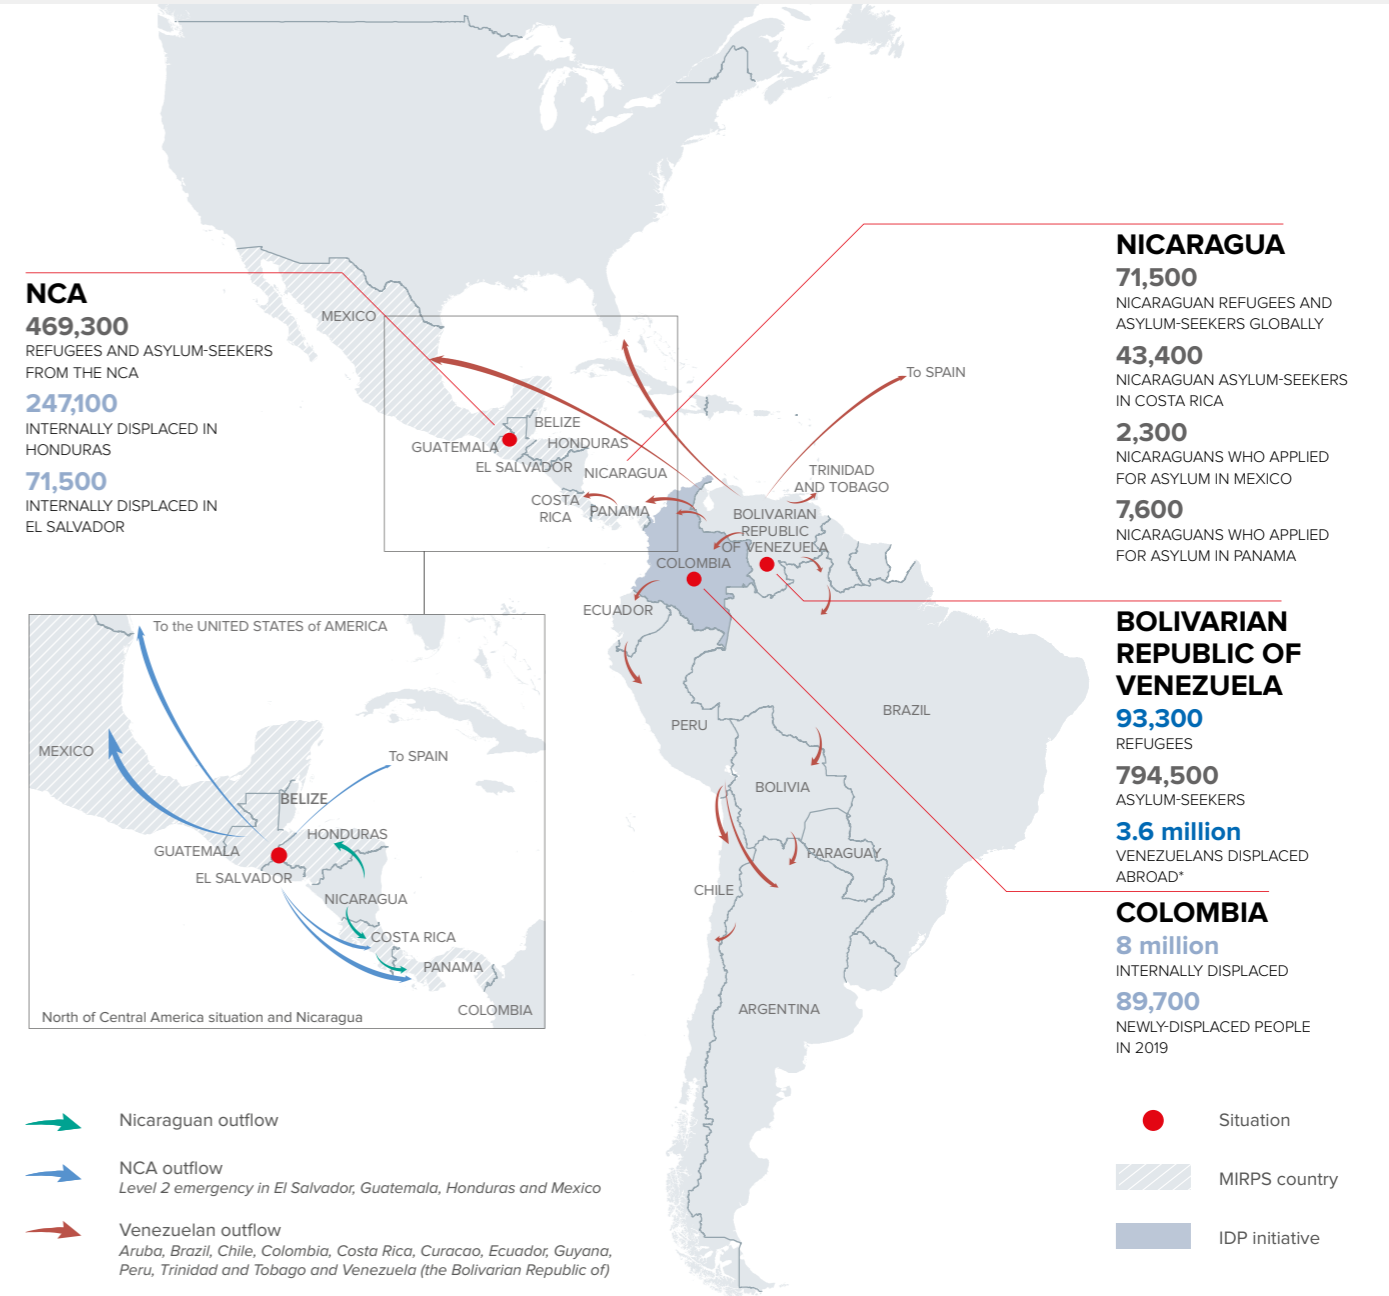 NCA
469,300
REFUGEES AND ASYLUM-SEEKERS
FROM THE NCA
247,100
INTERNALLY DISPLACED IN
HONDURAS
71,500
INTERNALLY DISPLACED IN
EL SALVADOR
MEXICO
BELIZE
GUATEMALA
HONDURAS
EL SALVADOR
NICARAGUA
COSTA
RICA
PANAMA
To SPAIN
TRINIDAD
AND TOBAGO
BOLIVARIAN
REPUBLIC
OF VENEZUELA
COLOMBIA
ECUADOR
PERU
BRAZIL
BOLIVIA
PARAGUAY
CHILE
ARGENTINA
NICARAGUA
71,500
NICARAGUAN REFUGEES AND
ASYLUM-SEEKERS GLOBALLY
43,400
NICARAGUAN ASYLUM-SEEKERS
IN COSTA RICA
2,300
NICARAGUANS WHO APPLIED
FOR ASYLUM IN MEXICO
7,600
NICARAGUANS WHO APPLIED
FOR ASYLUM IN PANAMA
BOLIVARIAN
REPUBLIC OF
VENEZUELA
93,300
REFUGEES
794,500
ASYLUM-SEEKERS
3.6 million
VENEZUELANS DISPLACED
ABROAD*
COLOMBIA
8 million
INTERNALLY DISPLACED
89,700
NEWLY-DISPLACED PEOPLE
IN 2019
To the UNITED STATES of AMERICA
MEXICO
To SPAIN
BELIZE
HONDURAS
GUATEMALA
EL SALVADOR
NICARAGUA
COSTA RICA
PANAMA
COLOMBIA
North of Central America situation and Nicaragua
Nicaraguan outflow
NCA outflow
Level 2 emergency in El Salvador, Guatemala, Honduras and Mexico
Venezuelan outflow
Aruba, Brazil, Chile, Colombia, Costa Rica, Curacao, Ecuador, Guyana,
Peru, Trinidad and Tobago and Venezuela (the Bolivarian Republic of)
Situation
MIRPS country
IDP initiative